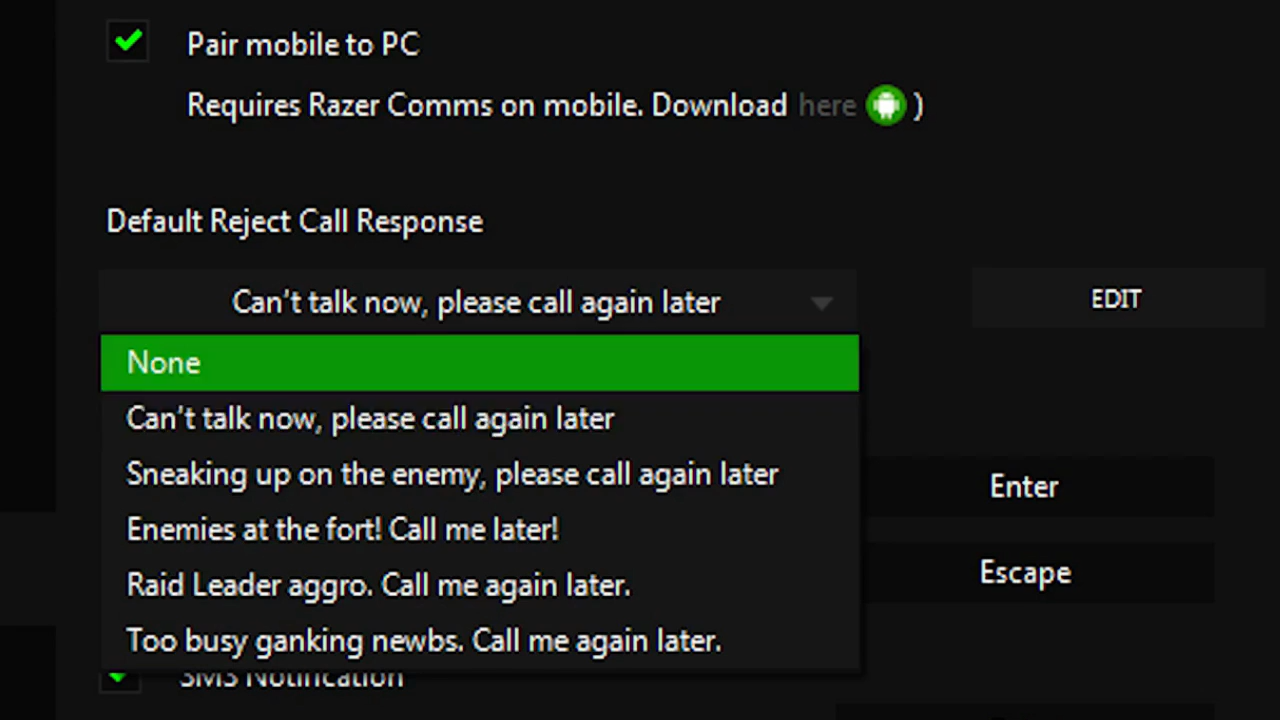 Pair mobile to PC
Requires Razer Comms on mobile. Download here )
Default Reject Call Response
Can't talk now, please call again later
EDIT
None
Can't talk now, please call again later
Sneaking up on the enemy, please call again later
Enter
Enemies at the fort! Call me later!
Escape
Raid Leader aggro. Call me again later.
Too busy ganking newbs. Call me again later.
SMS Notification